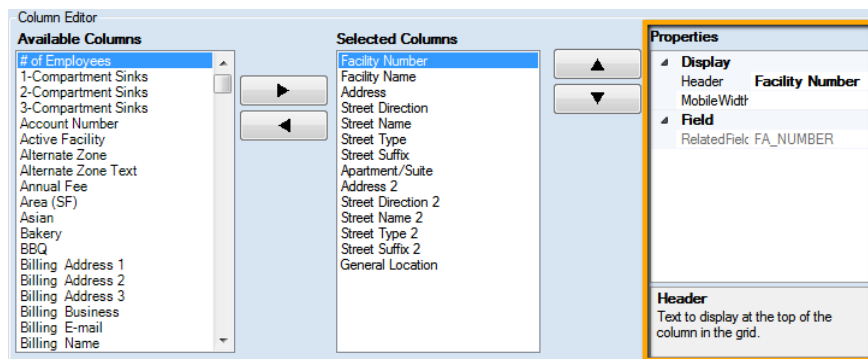 Column Editor
Available Columns
# of Employees
1-Compartment Sinks
2-Compartment Sinks
3-Compartment Sinks
Account Number
Active Facility
Alternate Zone
Alternate Zone Text
Annual Fee
Area (SF)
Asian
Bakery
BBQ
Billing Address 1
Billing Address 2
Billing Address 3
Billing Business
Billing E-mail
Billing Name
Selected Columns
Facility Number
Facility Name
Address
Street Direction
Street Name
Street Type
Street Suffix
Apartment/Suite
Address 2
Street Direction 2
Street Name 2
Street Type 2
Street Suffix 2
General Location
Properties
Display
Header Facility Number
MobileWidth
Field
RelatedField FA_NUMBER
Header
Text to display at the top of the
column in the grid.